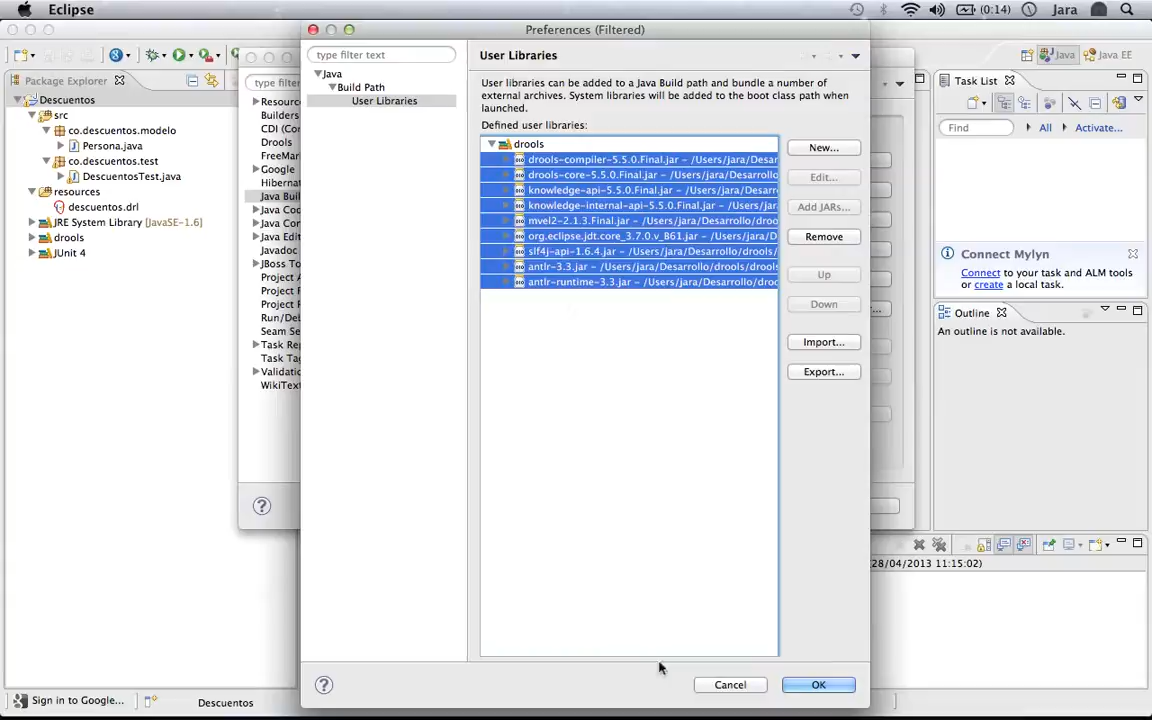 Eclipse
(0:14)
Jara
Preferences (Filtered)
type filter text
Java
Build Path
User Libraries
User Libraries
User libraries can be added to a Java Build path and bundle a number of
external archives. System libraries will be added to the boot class path when
launched.
Defined user libraries:
drools
drools-compiler-5.5.0.Final.jar – /Users/jara/Desar
drools-core-5.5.0.Final.jar – /Users/jara/Desarrollo
knowledge-api-5.5.0.Final.jar – /Users/jara/Desarr
knowledge-internal-api-5.5.0.Final.jar – /Users/jar
mvel2-2.1.3.Final.jar – /Users/jara/Desarrollo/droo
org.eclipse.jdt.core_3.7.0.v_B61.jar – /Users/jara/D
slf4j-api-1.6.4.jar – /Users/jara/Desarrollo/drools/
antlr-3.3.jar – /Users/jara/Desarrollo/drools/drools
antlr-runtime-3.3.jar – /Users/jara/Desarrollo/droo
New...
Edit...
Add JARs...
Remove
Up
Down
Import...
Export...
Cancel
OK
Package Explorer
Descuentos
src
co.descuentos.modelo
Persona.java
co.descuentos.test
DescuentosTest.java
resources
descuentos.drl
JRE System Library [JavaSE-1.6]
drools
JUnit 4
type filter
Resourc
Builders
CDI (Con
Drools
FreeMar
Google
Hibernat
Java Buil
Java Cod
Java Cor
Java Edit
Javadoc
JBoss To
Project
Project A
Project F
Run/Deb
Seam Se
Task Rep
Task Tag
Validatio
WikiText
Java
Java EE
Task List
Find
All
Activate...
Connect Mylyn
Connect to your task and ALM tools
or create a local task.
Outline
An outline is not available.
(28/04/2013 11:15:02)
Sign in to Google...
Descuentos